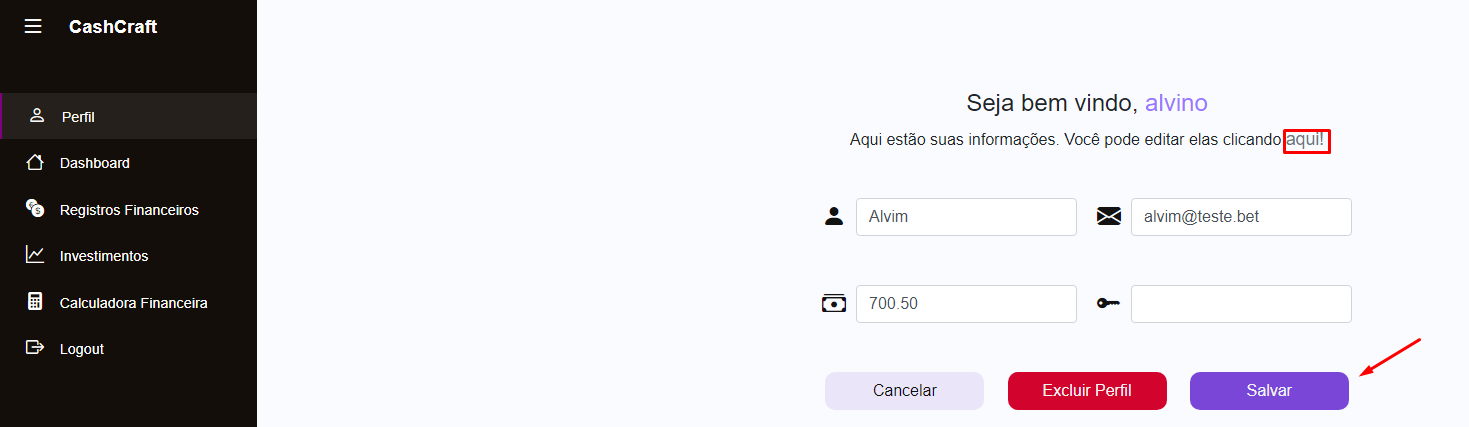 CashCraft
Perfil
Dashboard
Registros Financeiros
Investimentos
Calculadora Financeira
Logout
Seja bem vindo, alvino
Aqui estão suas informações. Você pode editar elas clicando aqui!
Alvim
alvim@teste.bet
700.50
Cancelar
Excluir Perfil
Salvar